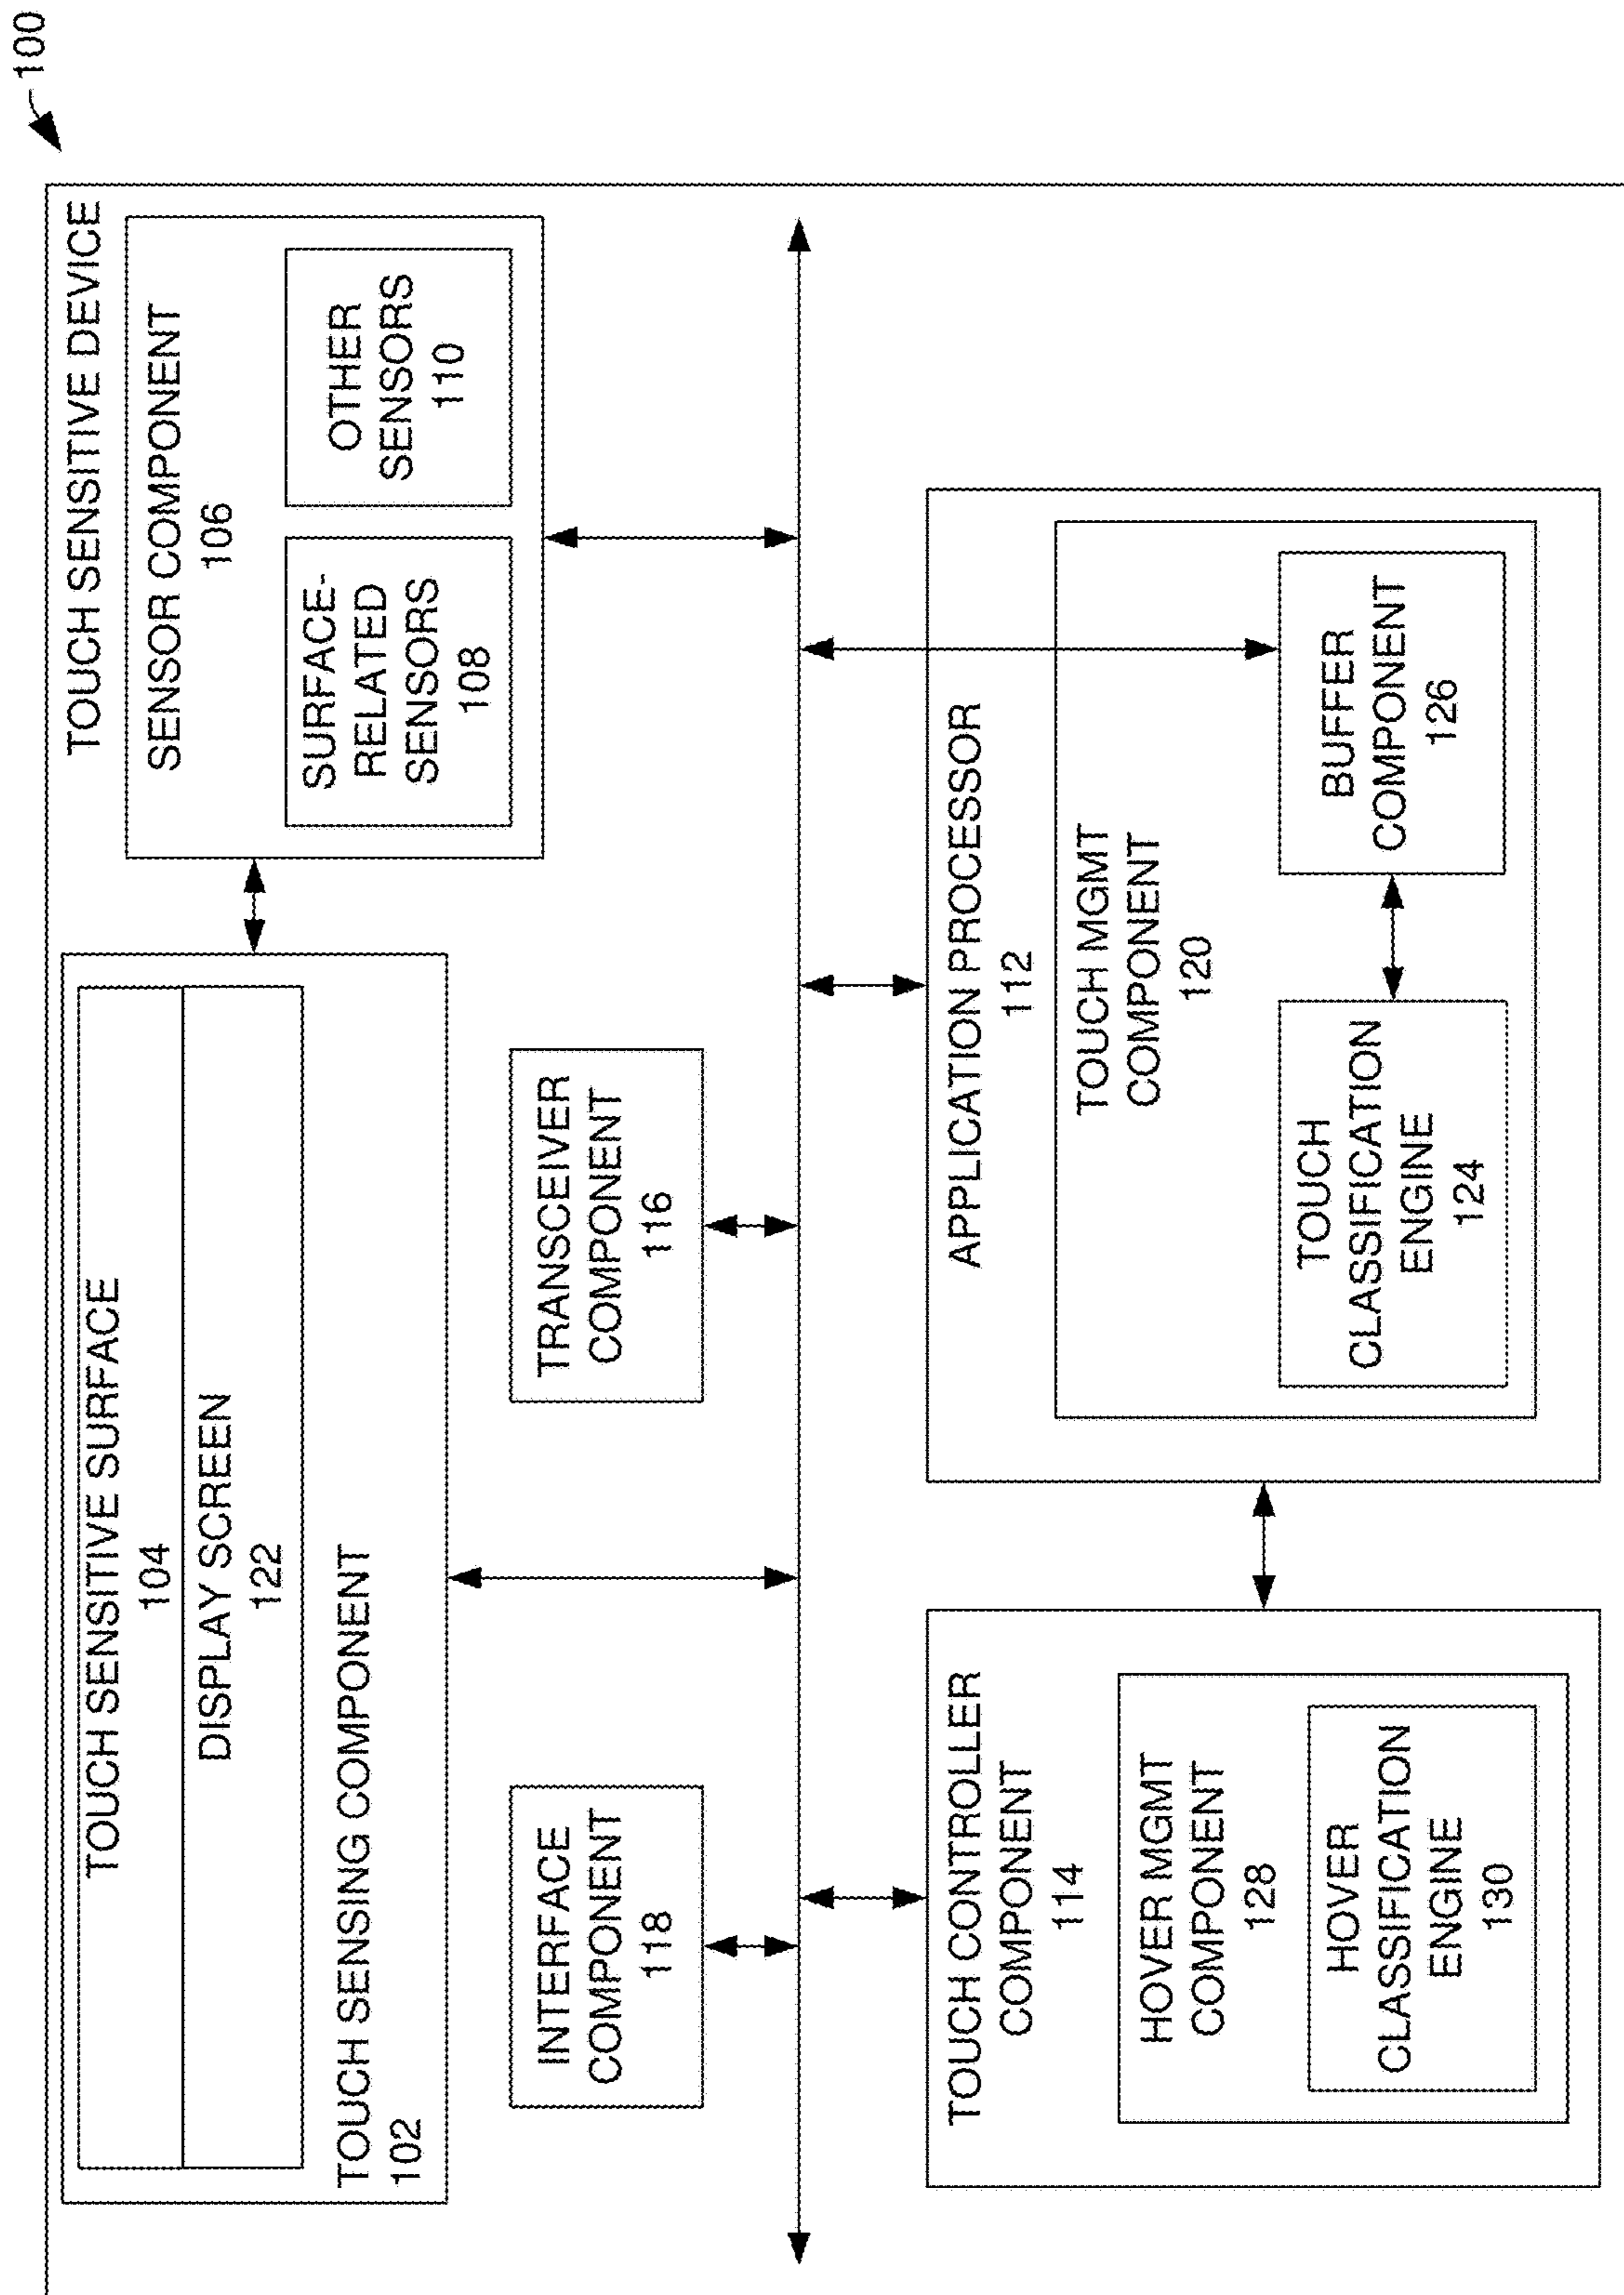 100
TOUCH SENSITIVE DEVICE
TOUCH SENSITIVE SURFACE
104
DISPLAY SCREEN
122
TOUCH SENSING COMPONENT
102
SENSOR COMPONENT
106
SURFACE-
RELATED
SENSORS
108
OTHER
SENSORS
110
INTERFACE
COMPONENT
118
TRANSCEIVER
COMPONENT
116
TOUCH CONTROLLER
COMPONENT
114
HOVER MGMT
COMPONENT
128
HOVER
CLASSIFICATION
ENGINE
130
APPLICATION PROCESSOR
112
TOUCH MGMT
COMPONENT
120
TOUCH
CLASSIFICATION
ENGINE
124
BUFFER
COMPONENT
126